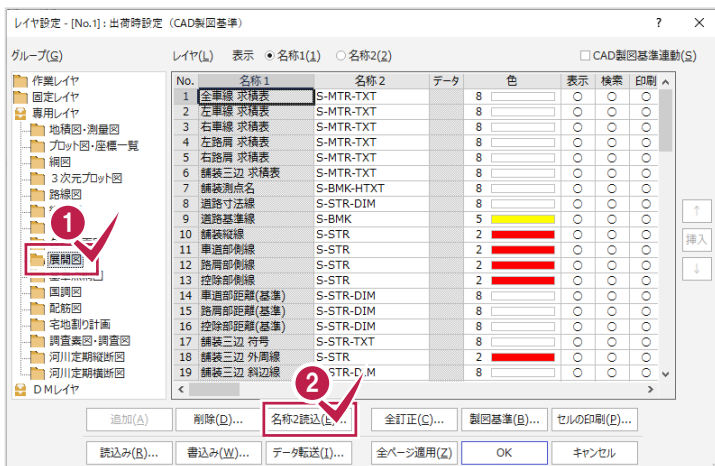 レイヤ設定 - [No.1] : 出荷時設定 (CAD製図基準) ? ×
グループ(G) レイヤ(L) 表示 名称1(1) 名称2(2) CAD製図基準連動(S)
作業レイヤ
固定レイヤ
専用レイヤ
地積図・測量図
プロット図・座標一覧
網図
3次元プロット図
路線図
1
展開図
国調図
配筋図
宅地割り計画
調査素図・調査図
河川定期縦断図
河川定期横断図
DMレイヤ
No. 名称1 名称2 データ 色 表示 検索 印刷
1 全車線 求積表 S-MTR-TXT 8 ○ ○ ○
2 左車線 求積表 S-MTR-TXT 8 ○ ○ ○
3 右車線 求積表 S-MTR-TXT 8 ○ ○ ○
4 左路肩 求積表 S-MTR-TXT 8 ○ ○ ○
5 右路肩 求積表 S-MTR-TXT 8 ○ ○ ○
6 舗装三辺 求積表 S-MTR-TXT 8 ○ ○ ○
7 舗装測点名 S-BMK-HTXT 8 ○ ○ ○
8 道路寸法線 S-STR-DIM 8 ○ ○ ○
9 道路基準線 S-BMK 5 ○ ○ ○
10 舗装縦線 S-STR 2 ○ ○ ○
11 車道部側線 S-STR 2 ○ ○ ○
12 路肩部側線 S-STR 2 ○ ○ ○
13 控除部側線 S-STR 2 ○ ○ ○
14 車道部距離(基準) S-STR-DIM 8 ○ ○ ○
15 路肩部距離(基準) S-STR-DIM 8 ○ ○ ○
16 控除部距離(基準) S-STR-DIM 8 ○ ○ ○
17 舗装三辺 符号 S-STR-TXT 8 ○ ○ ○
18 舗装三辺 外周線 S-STR 2 ○ ○ ○
19 舗装三辺 斜辺線 8 ○ ○ ○
↑
挿入
↓
2
追加(A) 削除(D)... 名称2読込(E)... 全訂正(C)... 製図基準(B)... セルの印刷(P)...
読込み(R)... 書込み(W)... データ転送(I)... 全ページ適用(Z) OK キャンセル